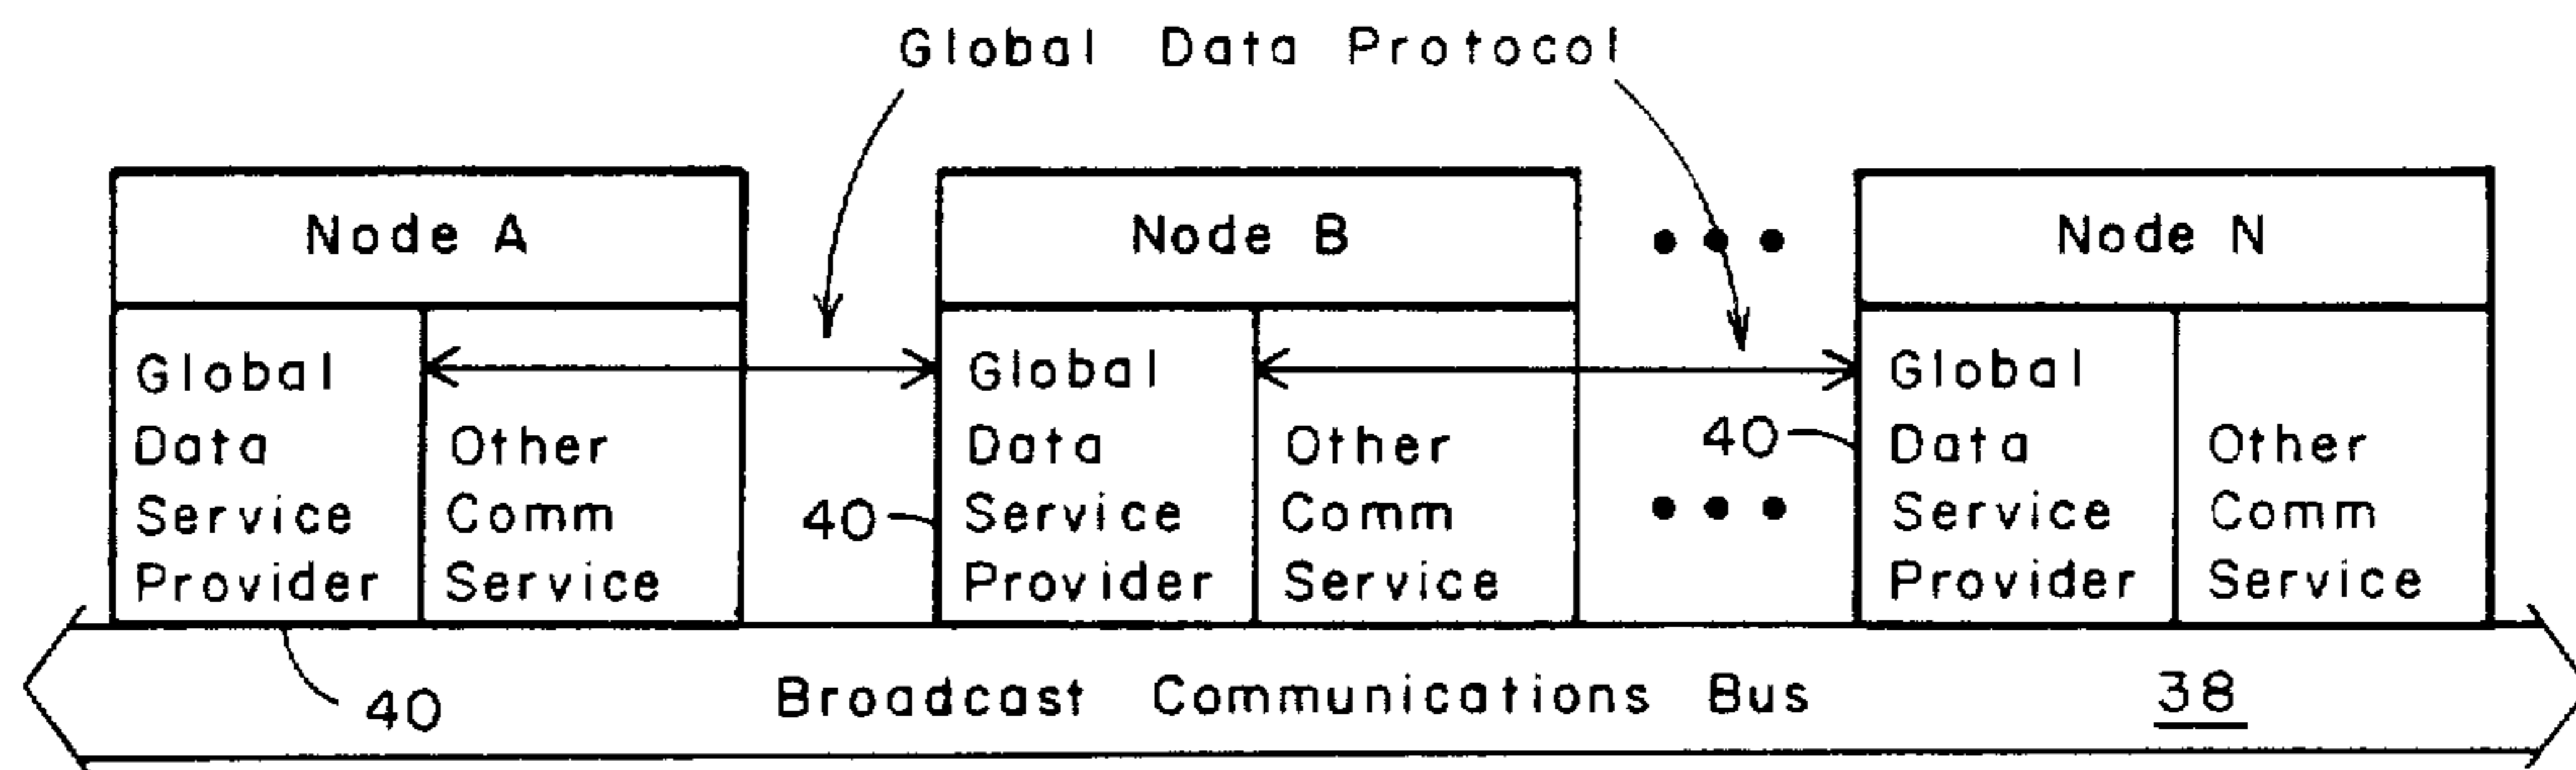 Global Data Protocol
Node A
Node B
• • •
Node N
Global
Data
Service
Provider
Other
Comm
Service
40
Global
Data
Service
Provider
Other
Comm
Service
40
• • •
40
Global
Data
Service
Provider
Other
Comm
Service
40
Broadcast Communications Bus
38